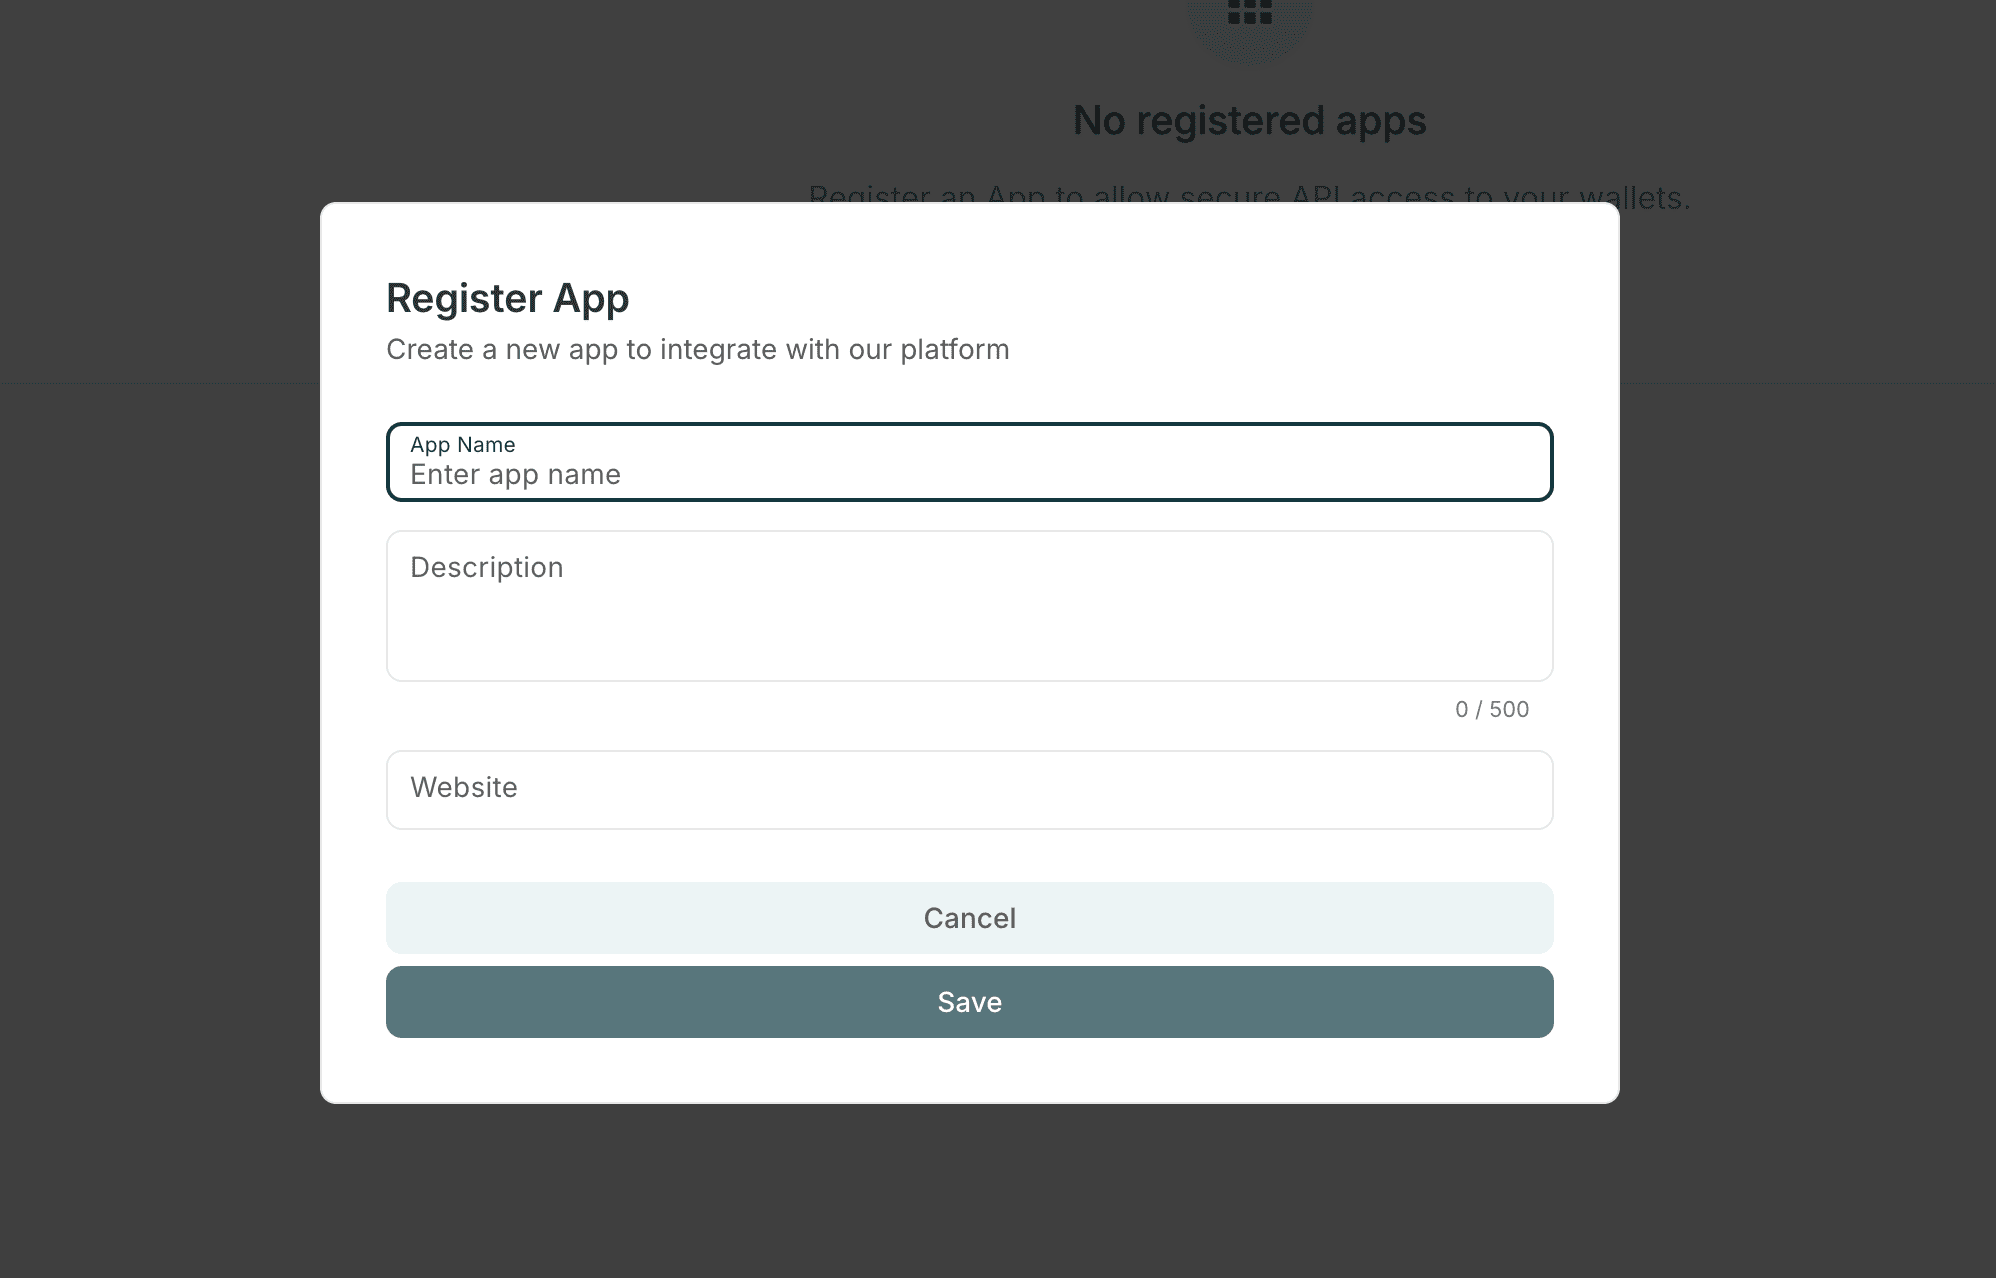 No registered apps
Register an App to allow secure API access to your wallets.
Register App
Create a new app to integrate with our platform
App Name
Enter app name
Description
0 / 500
Website
Cancel
Save